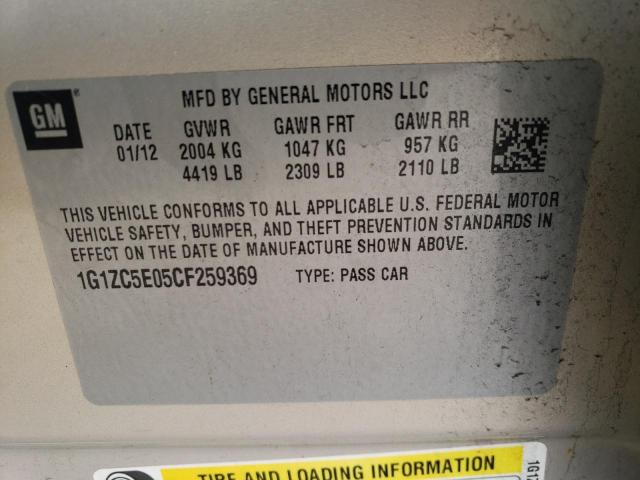 GM
MFD BY GENERAL MOTORS LLC
DATE GVWR GAWR FRT GAWR RR
01/12 2004 KG 1047 KG 957 KG
4419 LB 2309 LB 2110 LB
THIS VEHICLE CONFORMS TO ALL APPLICABLE U.S. FEDERAL MOTOR
VEHICLE SAFETY, BUMPER, AND THEFT PREVENTION STANDARDS IN
EFFECT ON THE DATE OF MANUFACTURE SHOWN ABOVE.
1G1ZC5E05CF259369 TYPE: PASS CAR
TIRE AND LOADING INFORMATION